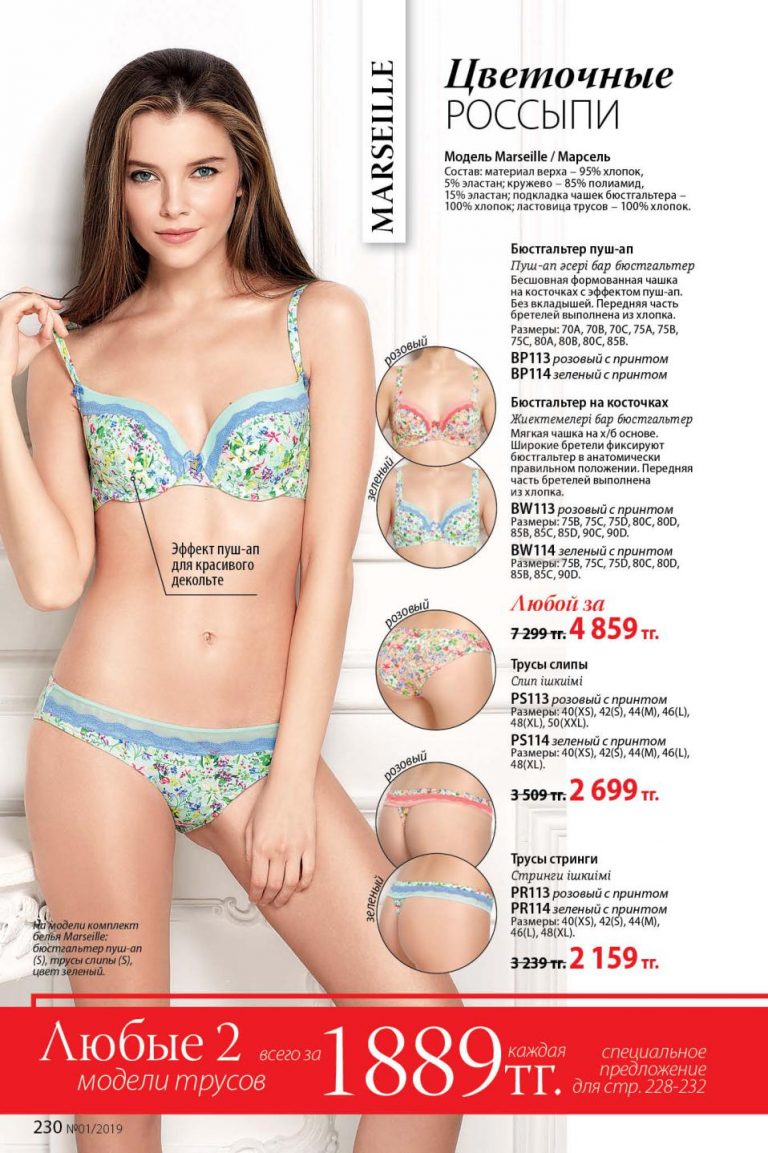 MARSEILLE
Цветочные
РОССЫПИ
Модель Marseille / Марсель
Состав: материал верха – 95% хлопок,
5% эластан; кружево – 85% полиамид,
15% эластан; подкладка чашек бюстгальтера –
100% хлопок; ластовица трусов – 100% хлопок.
Бюстгальтер пуш-ап
Пуш-ап әсері бар бюстгальтер
Бесшовная формованная чашка
на косточках с эффектом пуш-ап.
Без вкладышей. Передняя часть
бретелей выполнена из хлопка.
Размеры: 70A, 70B, 70C, 75A, 75B,
75C, 80A, 80B, 80C, 85B.
BP113 розовый с принтом
BP114 зеленый с принтом
розовый
зеленый
Бюстгальтер на косточках
Жиектемелері бар бюстгальтер
Мягкая чашка на х/б основе.
Широкие бретели фиксируют
бюстгальтер в анатомически
правильном положении. Передняя
часть бретелей выполнена
из хлопка.
BW113 розовый с принтом
Размеры: 75B, 75C, 75D, 80C, 80D,
85B, 85C, 85D, 90C, 90D.
BW114 зеленый с принтом
Размеры: 75B, 75C, 75D, 80C, 80D,
85B, 85C, 90D.
Любой за
7 299 тг. 4 859 тг.
Эффект пуш-ап
для красивого
декольте
розовый
Трусы слипы
Слип ішкиімі
PS113 розовый с принтом
Размеры: 40(XS), 42(S), 44(M), 46(L),
48(XL), 50(XXL).
PS114 зеленый с принтом
Размеры: 40(XS), 42(S), 44(M), 46(L),
48(XL).
3 509 тг. 2 699 тг.
розовый
зеленый
Трусы стринги
Стринги ішкиімі
PR113 розовый с принтом
PR114 зеленый с принтом
Размеры: 40(XS), 42(S), 44(M),
46(L), 48(XL).
3 239 тг. 2 159 тг.
На модели комплект
белья Marseille:
бюстгальтер пуш-ап
(S), трусы слипы (S),
цвет зеленый.
Любые 2
модели трусов
всего за
1889 каждая
тг.
специальное
предложение
для стр. 228-232
230 №01/2019